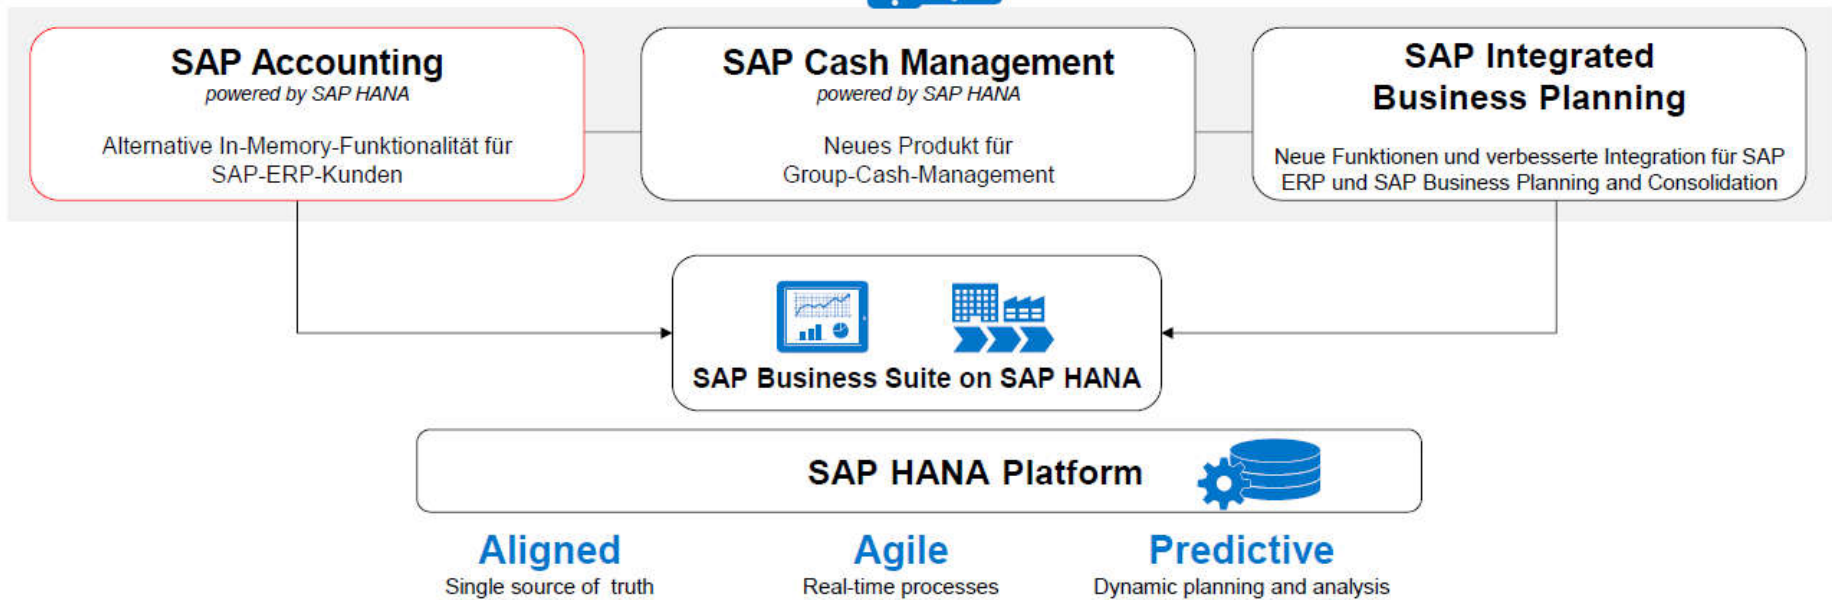 SAP Accounting
powered by SAP HANA
Alternative In-Memory-Funktionalität für
SAP-ERP-Kunden
SAP Cash Management
powered by SAP HANA
Neues Produkt für
Group-Cash-Management
SAP Integrated
Business Planning
Neue Funktionen und verbesserte Integration für SAP
ERP und SAP Business Planning and Consolidation
SAP Business Suite on SAP HANA
SAP HANA Platform
Aligned
Single source of truth
Agile
Real-time processes
Predictive
Dynamic planning and analysis